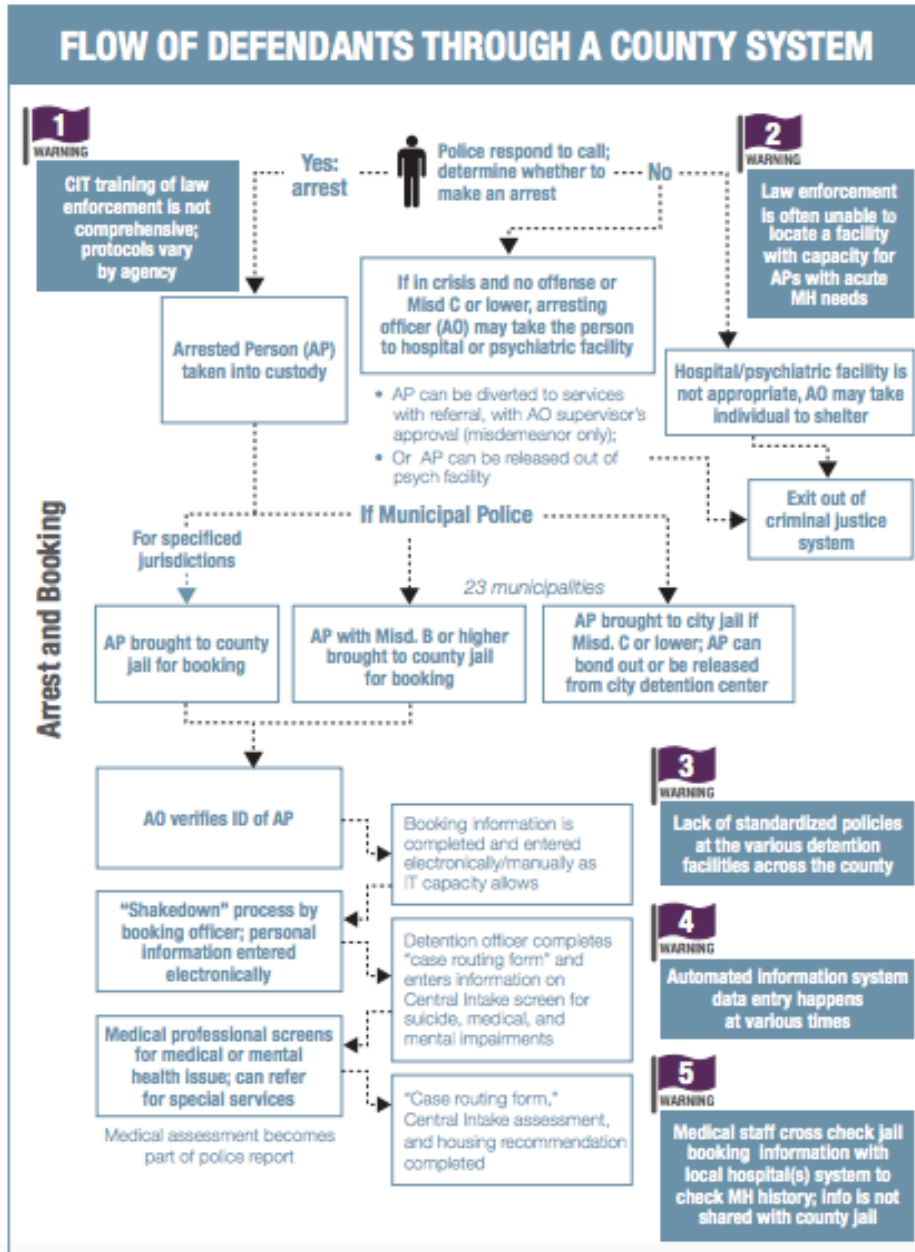 FLOW OF DEFENDANTS THROUGH A COUNTY SYSTEM
1
WARNING
CIT training of law
enforcement is not
comprehensive;
protocols vary
by agency
Yes:
arrest
Police respond to call;
determine whether to
make an arrest
No
2
WARNING
Law enforcement
is often unable to
locate a facility
with capacity for
APs with acute
MH needs
Arrested Person (AP)
taken into custody
If in crisis and no offense or
Misd C or lower, arresting
officer (AO) may take the person
to hospital or psychiatric facility
• AP can be diverted to services
with referral, with AO supervisor's
approval (misdemeanor only);
• Or AP can be released out of
psych facility
Hospital/psychiatric facility is
not appropriate, AO may take
individual to shelter
Exit out of
criminal justice
system
Arrest and Booking
For specificed
jurisdictions
If Municipal Police
23 municipalities
AP brought to county
jail for booking
AP with Misd. B or higher
brought to county jail
for booking
AP brought to city jail if
Misd. C or lower; AP can
bond out or be released
from city detention center
AO verifies ID of AP
Booking information is
completed and entered
electronically/manually as
IT capacity allows
"Shakedown" process by
booking officer; personal
information entered
electronically
Detention officer completes
"case routing form" and
enters information on
Central Intake screen for
suicide, medical, and
mental impairments
Medical professional screens
for medical or mental
health issue; can refer
for special services
Medical assessment becomes
part of police report
"Case routing form,"
Central Intake assessment,
and housing recommendation
completed
3
WARNING
Lack of standardized policies
at the various detention
facilities across the county
4
WARNING
Automated information system
data entry happens
at various times
5
WARNING
Medical staff cross check jail
booking information with
local hospital(s) system to
check MH history; info is not
shared with county jail